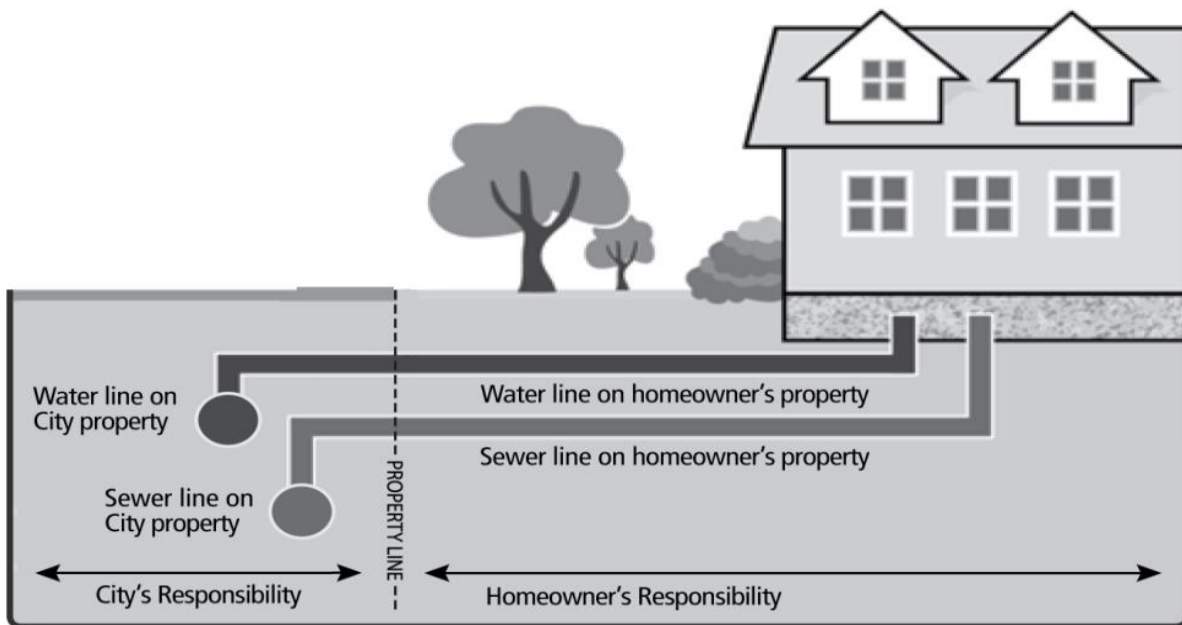 Water line on
City property
Water line on homeowner's property
Sewer line on homeowner's property
Sewer line on
City property
PROPERTY LINE
City's Responsibility
Homeowner's Responsibility